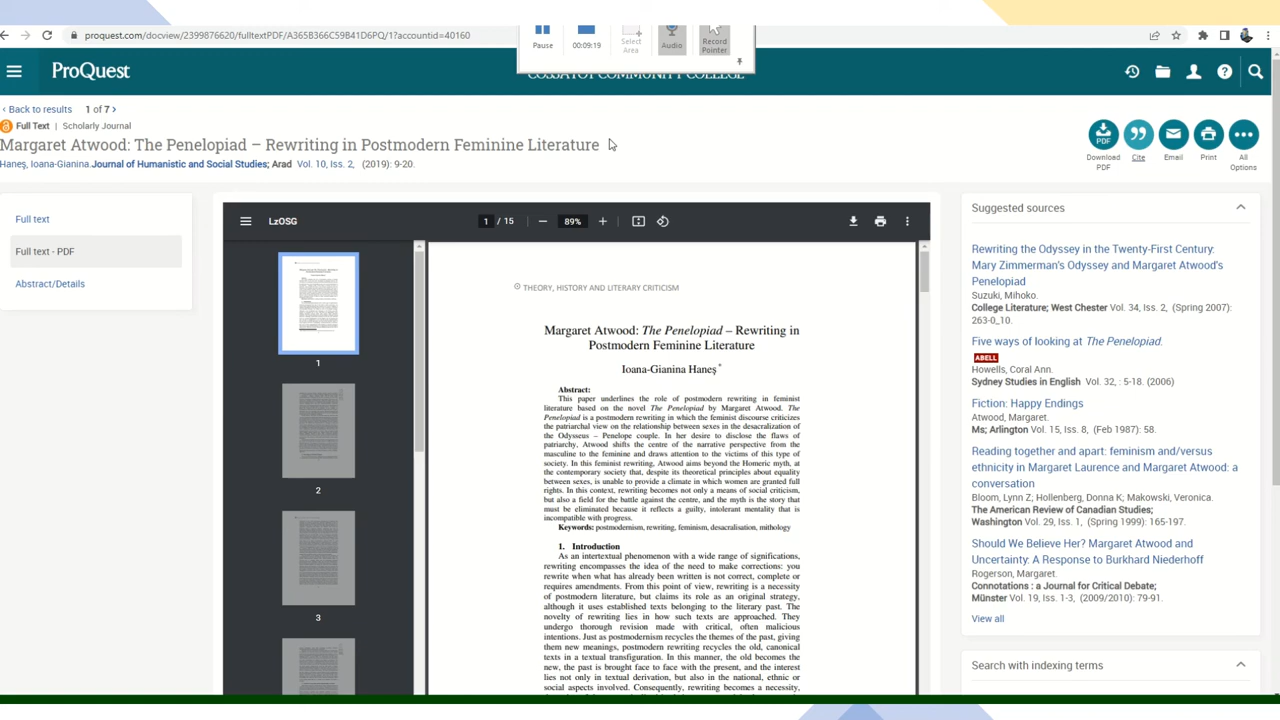 proquest.com/docview/2399876620/fulltextPDF/A365B366C59B41D6PQ/1?accountid=40160
Pause
00:09:19
Select Area
Audio
Record Pointer
ProQuest
COSSATOT COMMUNITY COLLEGE
Back to results
1 of 7
Full Text | Scholarly Journal
Margaret Atwood: The Penelopiad – Rewriting in Postmodern Feminine Literature
Haneş, Ioana-Gianina.Journal of Humanistic and Social Studies; Arad Vol. 10, Iss. 2, (2019): 9-20.
Download PDF
Cite
Email
Print
All Options
Full text
Full text - PDF
Abstract/Details
LzOSG
1 / 15
89%
1
2
3
THEORY, HISTORY AND LITERARY CRITICISM
Margaret Atwood: The Penelopiad – Rewriting in
Postmodern Feminine Literature
Ioana-Gianina Haneş *
Abstract:
This paper underlines the role of postmodern rewriting in feminist
literature based on the novel The Penelopiad by Margaret Atwood. The
Penelopiad is a postmodern rewriting in which the feminist discourse criticizes
the patriarchal view on the relationship between sexes in the desacralization of
the Odysseus – Penelope couple. In her desire to disclose the flaws of
patriarchy, Atwood shifts the centre of the narrative perspective from the
masculine to the feminine and draws attention to the victims of this type of
society. In this feminist rewriting, Atwood aims beyond the Homeric myth, at
the contemporary society that, despite its theoretical principles about equality
between sexes, is unable to provide a climate in which women are granted full
rights. In this context, rewriting becomes not only a means of social criticism,
but also a field for the battle against the centre, and the myth is the story that
must be eliminated because it reflects a guilty, intolerant mentality that is
incompatible with progress.
Keywords: postmodernism, rewriting, feminism, desacralisation, mithology
1. Introduction
As an intertextual phenomenon with a wide range of significations,
rewriting encompasses the idea of the need to make corrections: you
rewrite when what has already been written is not correct, complete or
requires amendments. From this point of view, rewriting is a necessity
of postmodern literature, but claims its role as an original strategy,
although it uses established texts belonging to the literary past. The
novelty of rewriting lies in how such texts are approached. They
undergo thorough revision made with critical, often malicious
intentions. Just as postmodernism recycles the themes of the past, giving
them new meanings, postmodern rewriting recycles the old, canonical
texts in a textual transfiguration. In this manner, the old becomes the
new, the past is brought face to face with the present, and the interest
lies not only in textual derivation, but also in the national, ethnic or
social aspects involved. Consequently, rewriting becomes a necessity,
Suggested sources
Rewriting the Odyssey in the Twenty-First Century:
Mary Zimmerman's Odyssey and Margaret Atwood's
Penelopiad
Suzuki, Mihoko.
College Literature; West Chester Vol. 34, Iss. 2, (Spring 2007):
263-0_10.
Five ways of looking at The Penelopiad.
ABELL
Howells, Coral Ann.
Sydney Studies in English Vol. 32, : 5-18. (2006)
Fiction: Happy Endings
Atwood, Margaret.
Ms; Arlington Vol. 15, Iss. 8, (Feb 1987): 58.
Reading together and apart: feminism and/versus
ethnicity in Margaret Laurence and Margaret Atwood: a
conversation
Bloom, Lynn Z; Hollenberg, Donna K; Makowski, Veronica.
The American Review of Canadian Studies;
Washington Vol. 29, Iss. 1, (Spring 1999): 165-197.
Should We Believe Her? Margaret Atwood and
Uncertainty: A Response to Burkhard Niederhoff
Rogerson, Margaret.
Connotations : a Journal for Critical Debate;
Münster Vol. 19, Iss. 1-3, (2009/2010): 79-91.
View all
Search with indexing terms